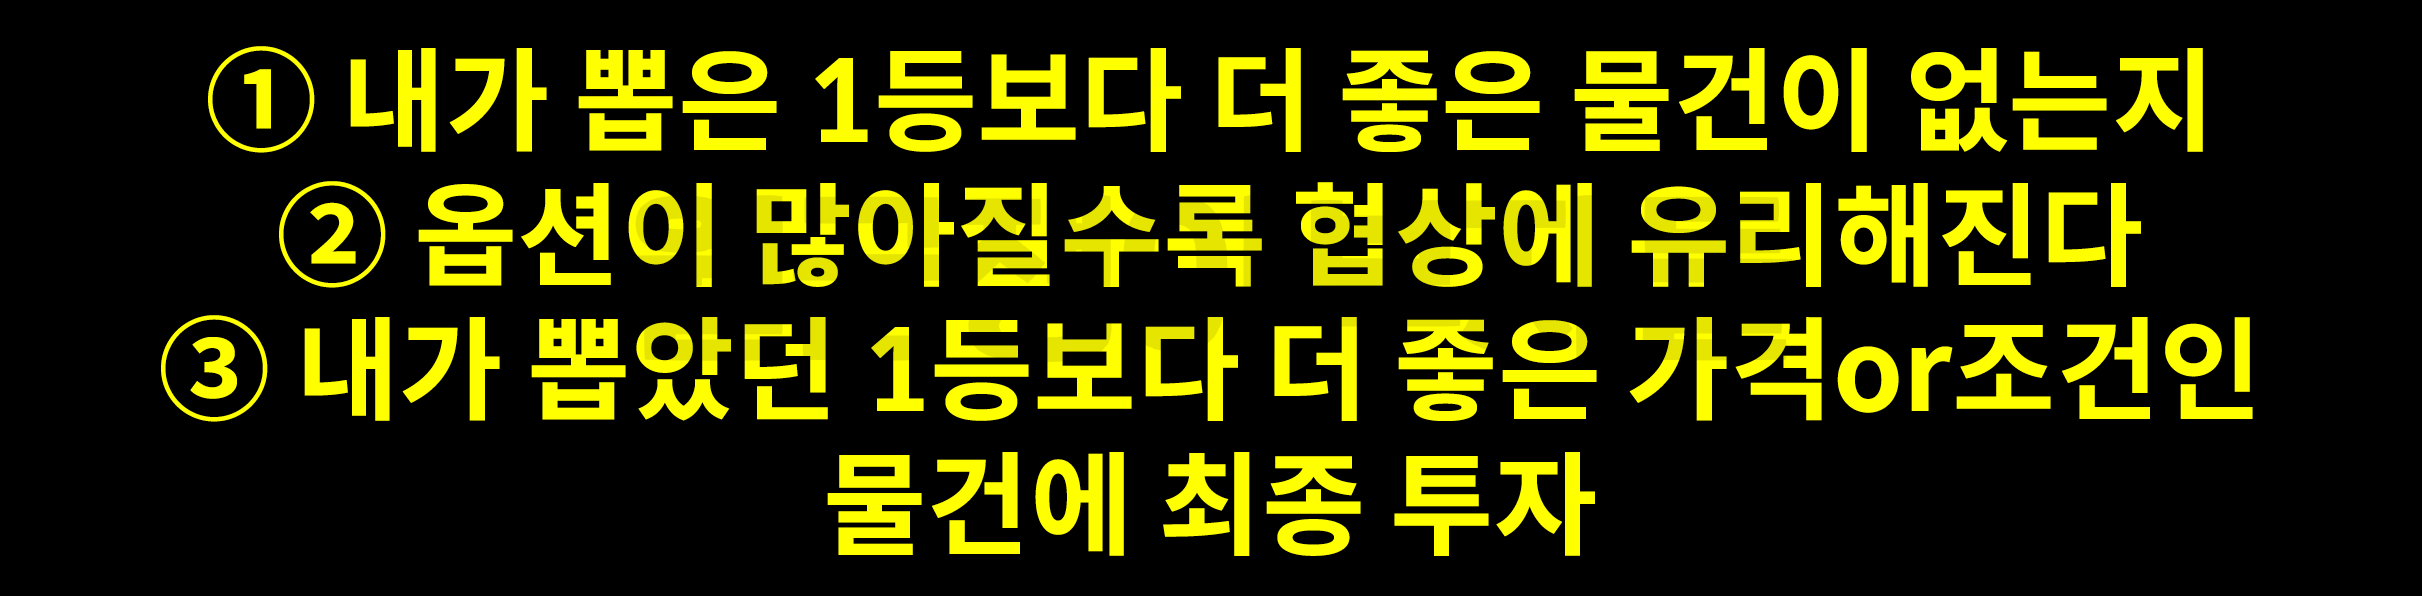 ① 내가 뽑은 1등보다 더 좋은 물건이 없는지
② 옵션이 많아질수록 협상에 유리해진다
③ 내가 뽑았던 1등보다 더 좋은 가격or조건인
물건에 최종 투자